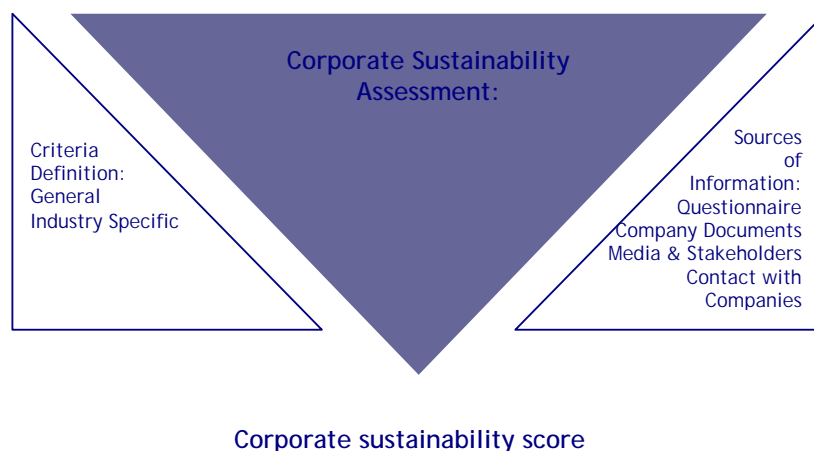 Corporate Sustainability
Assessment:
Criteria
Definition:
General
Industry Specific
Sources
of
Information:
Questionnaire
Company Documents
Media & Stakeholders
Contact with
Companies
Corporate sustainability score